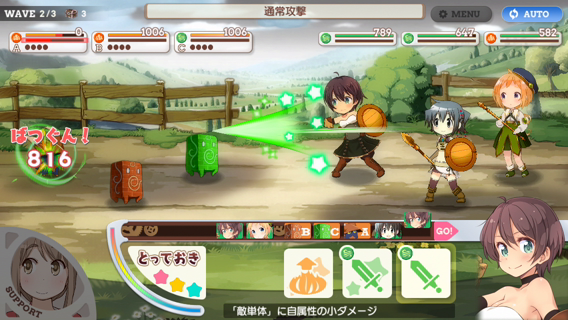 WAVE 2/3 3
通常攻撃
MENU
AUTO
0
A
1006
B
1006
C
789
647
582
ばつぐん!
816
B C A GO!
とっておき
SUPPORT
「敵単体」に自属性の小ダメージ